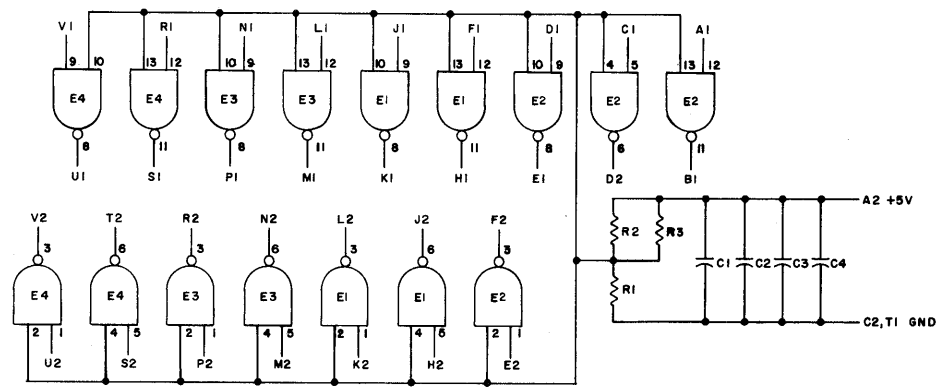 V1 R1 N1 L1 J1 F1 D1 C1 A1
9 10 13 12 10 9 13 12 10 9 13 12 10 9 4 5 13 12
E4 E4 E3 E3 E1 E1 E2 E2 E2
8 11 8 11 8 11 8 6 11
U1 S1 P1 M1 K1 H1 E1 D2 B1
A2 +5V
V2 T2 R2 N2 L2 J2 F2
R2 R3
3 6 3 6 3 6 3
C1 C2 C3 C4
E4 E4 E3 E3 E1 E1 E2
R1
2 1 4 5 2 1 4 5 2 1 4 5 2 1
C2,T1 GND
U2 S2 P2 M2 K2 H2 E2